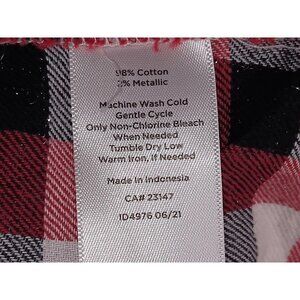 98% Cotton
2% Metallic
Machine Wash Cold
Gentle Cycle
Only Non-Chlorine Bleach
When Needed
Tumble Dry Low
Warm Iron, if Needed
Made in Indonesia
CA# 23147
ID4976 06/21